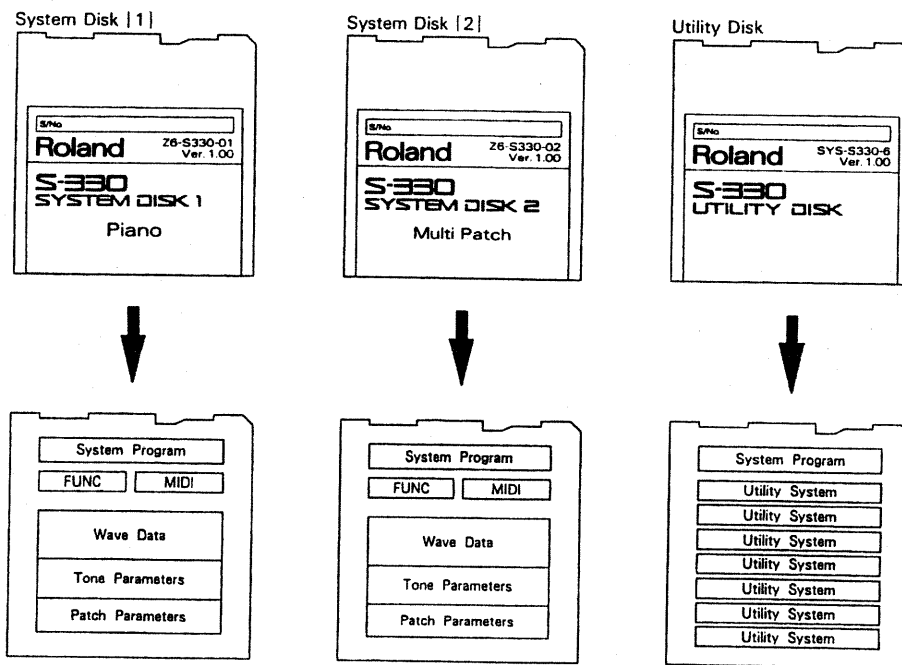 System Disk |1|
S/No.
Roland
Z6-S330-01
Ver. 1.00
S-330
SYSTEM DISK 1
Piano
System Program
FUNC
MIDI
Wave Data
Tone Parameters
Patch Parameters
System Disk |2|
S/No.
Roland
Z6-S330-02
Ver. 1.00
S-330
SYSTEM DISK 2
Multi Patch
System Program
FUNC
MIDI
Wave Data
Tone Parameters
Patch Parameters
Utility Disk
S/No.
Roland
SYS-S330-6
Ver. 1.00
S-330
UTILITY DISK
System Program
Utility System
Utility System
Utility System
Utility System
Utility System
Utility System
Utility System